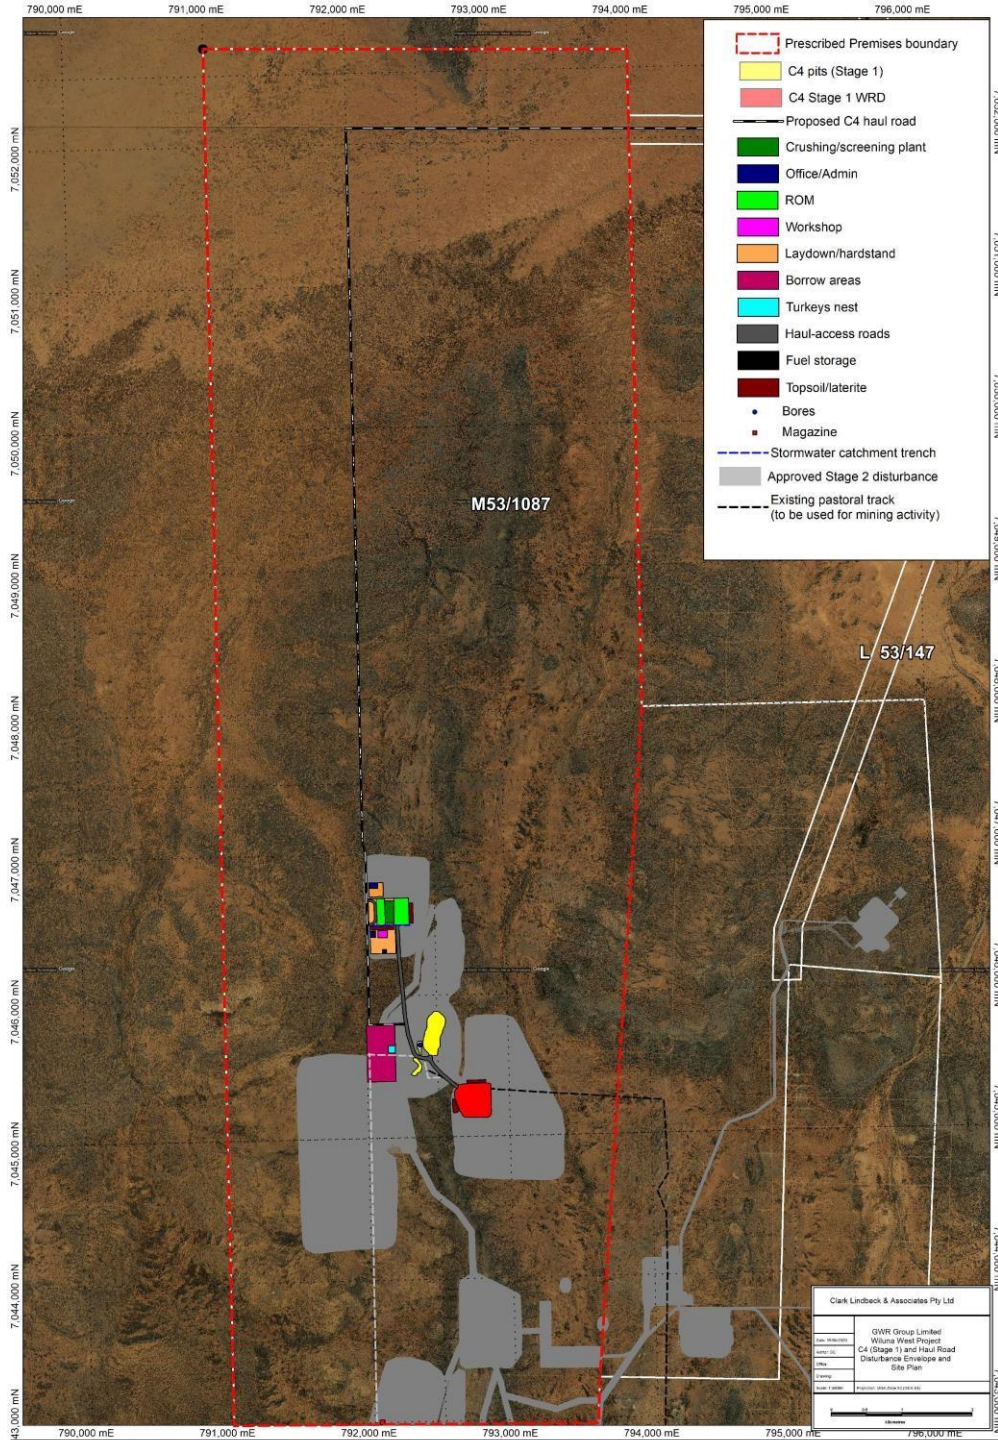 790,000 mE 791,000 mE 792,000 mE 793,000 mE 794,000 mE 795,000 mE 796,000 mE
Prescribed Premises boundary
C4 pits (Stage 1)
C4 Stage 1 WRD
Proposed C4 haul road
Crushing/screening plant
Office/Admin
ROM
Workshop
Laydown/hardstand
Borrow areas
Turkeys nest
Haul-access roads
Fuel storage
Topsoil/laterite
Bores
Magazine
Stormwater catchment trench
Approved Stage 2 disturbance
Existing pastoral track
(to be used for mining activity)
7,052,000 mN
7,051,000 mN
7,050,000 mN
7,049,000 mN
7,048,000 mN
7,047,000 mN
7,046,000 mN
7,045,000 mN
7,044,000 mN
43,000 mN
M53/1087
L 53/147
Google
Google
Google
Google
Google
Clark Lindbeck & Associates Pty Ltd
GWR Group Limited
Wiluna West Project
C4 (Stage 1) and Haul Road
Disturbance Envelope and
Site Plan
790,000 mE 791,000 mE 792,000 mE 793,000 mE 794,000 mE 795,000 mE 796,000 mE